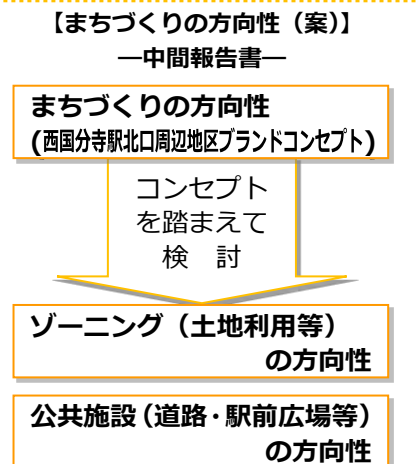 【まちづくりの方向性（案）】
―中間報告書―
まちづくりの方向性
(西国分寺駅北口周辺地区ブランドコンセプト)
コンセプト
を踏まえて
検　討
ゾーニング（土地利用等）
の方向性
公共施設（道路・駅前広場等）
の方向性